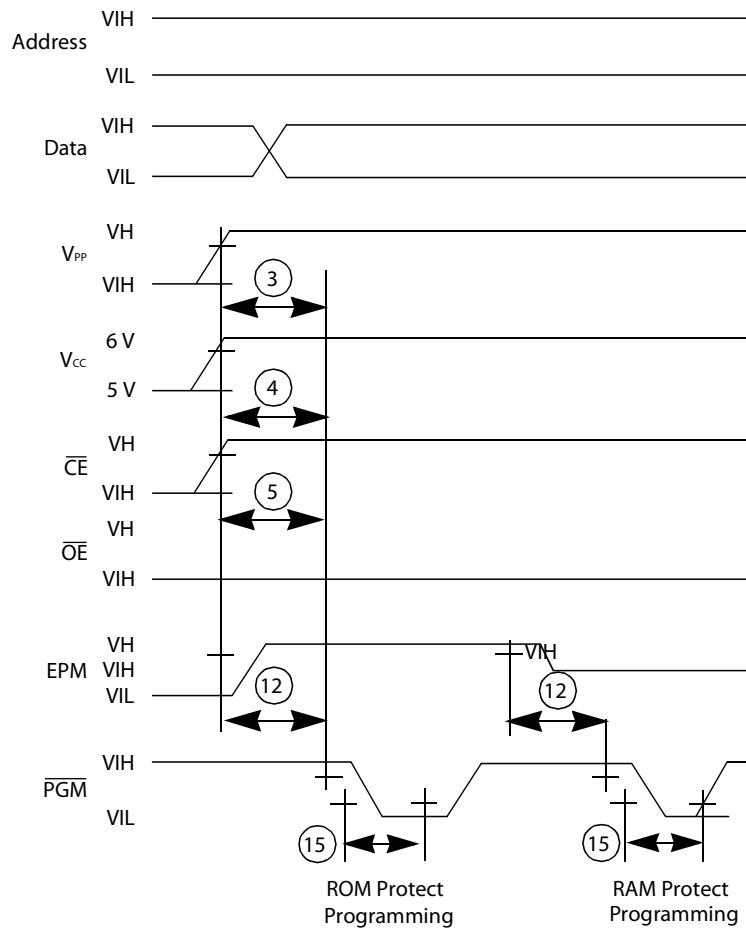 VIH
Address
VIL
VIH
Data
VIL
VH
VPP
VIH
3
6 V
VCC
5 V
4
VH
CE
VIH
5
VH
OE
VIH
VH
EPM
VIH
VIL
VIH
12
12
VIH
PGM
VIL
15
15
ROM Protect
Programming
RAM Protect
Programming